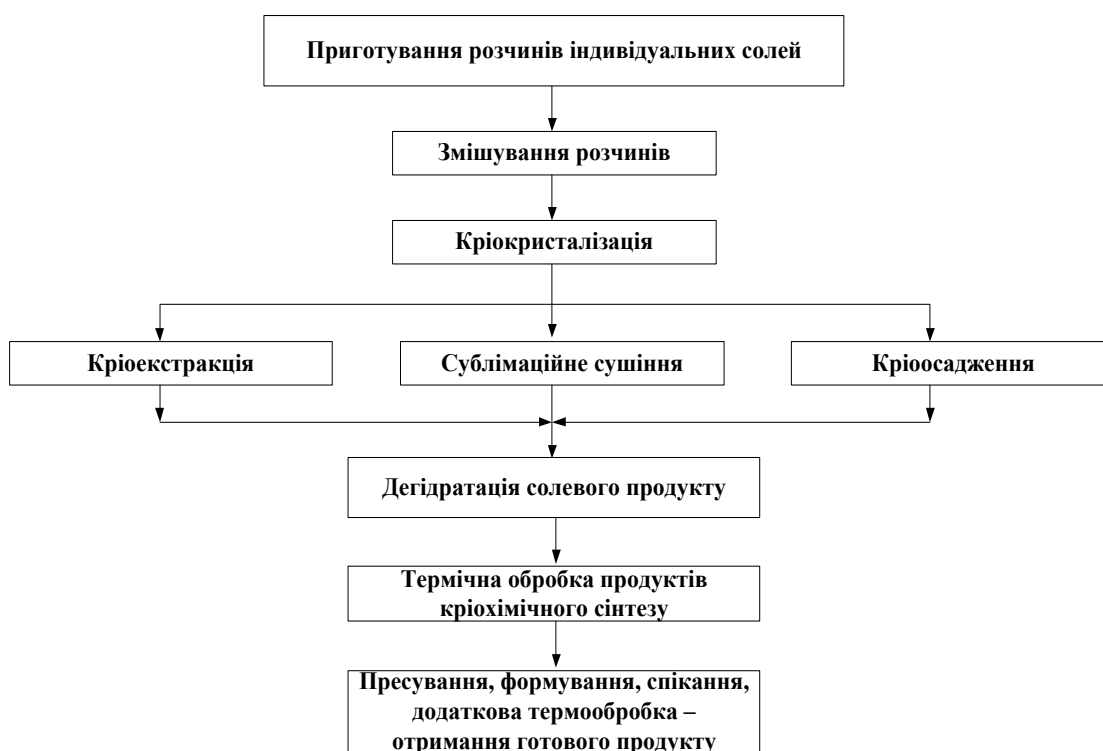 Приготування розчинів індивідуальних солей
Змішування розчинів
Кріокристалізація
Кріоекстракція
Сублімаційне сушіння
Кріоосадження
Дегідратація солевого продукту
Термічна обробка продуктів
кріохімічного сінтезу
Пресування, формування, спікання,
додаткова термообробка –
отримання готового продукту